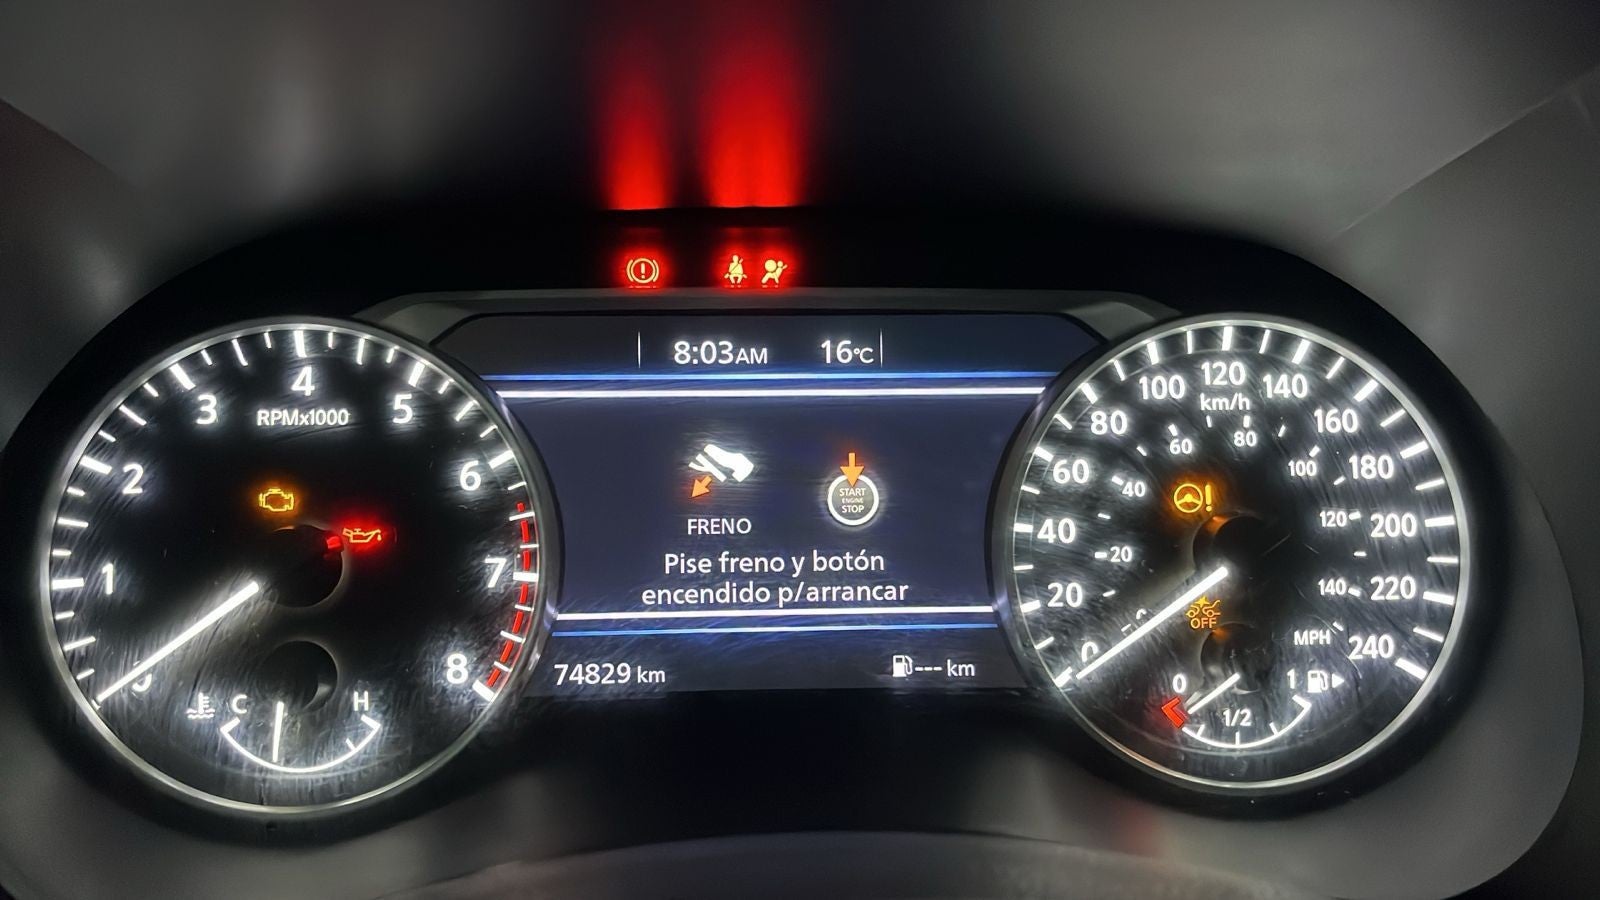 8:03AM 16°C
4
3 5
RPMx1000
2 6
1 7
8
C H
FRENO
START
ENGINE
STOP
Pise freno y botón
encendido p/arrancar
74829 km --- km
120
100 140
km/h
80 160
60 80
60 180
40 100
40 200
120
20
20 220
140
0
OFF
MPH 240
0 1
1/2